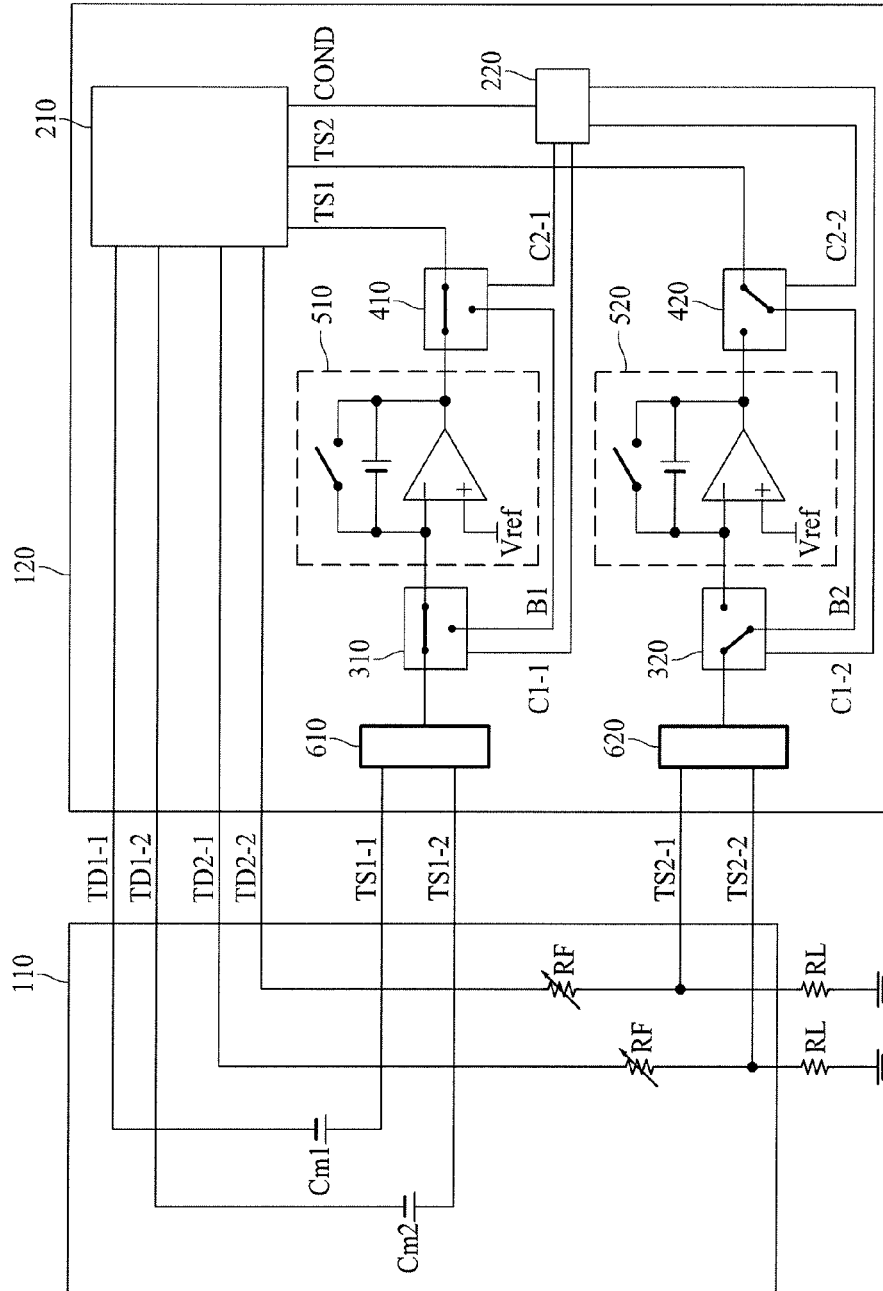 120
210
COND
TS2
TS1
220
C2-1
C2-2
410
420
510
520
Vref
Vref
B1
B2
310
320
C1-1
C1-2
610
620
TD1-1
TD1-2
TD2-1
TD2-2
TS1-1
TS1-2
TS2-1
TS2-2
110
RF
RF
RL
RL
Cm1
Cm2